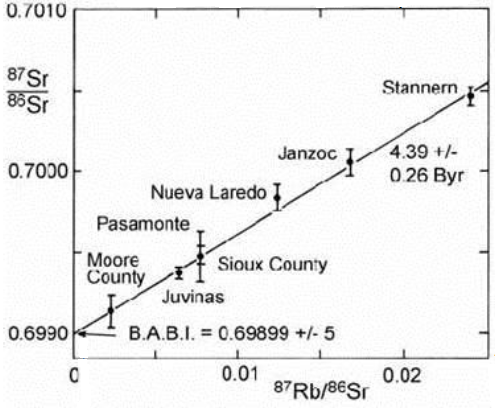 0.7010
87Sr
86Sr
Stannern
Janzoc
4.39 +/-
0.26 Byr
0.7000
Nueva Laredo
Pasamonte
Moore
County
Sioux County
Juvinas
0.6990
B.A.B.I. = 0.69899 +/- 5
0
0.01
0.02
87Rb/86Sr